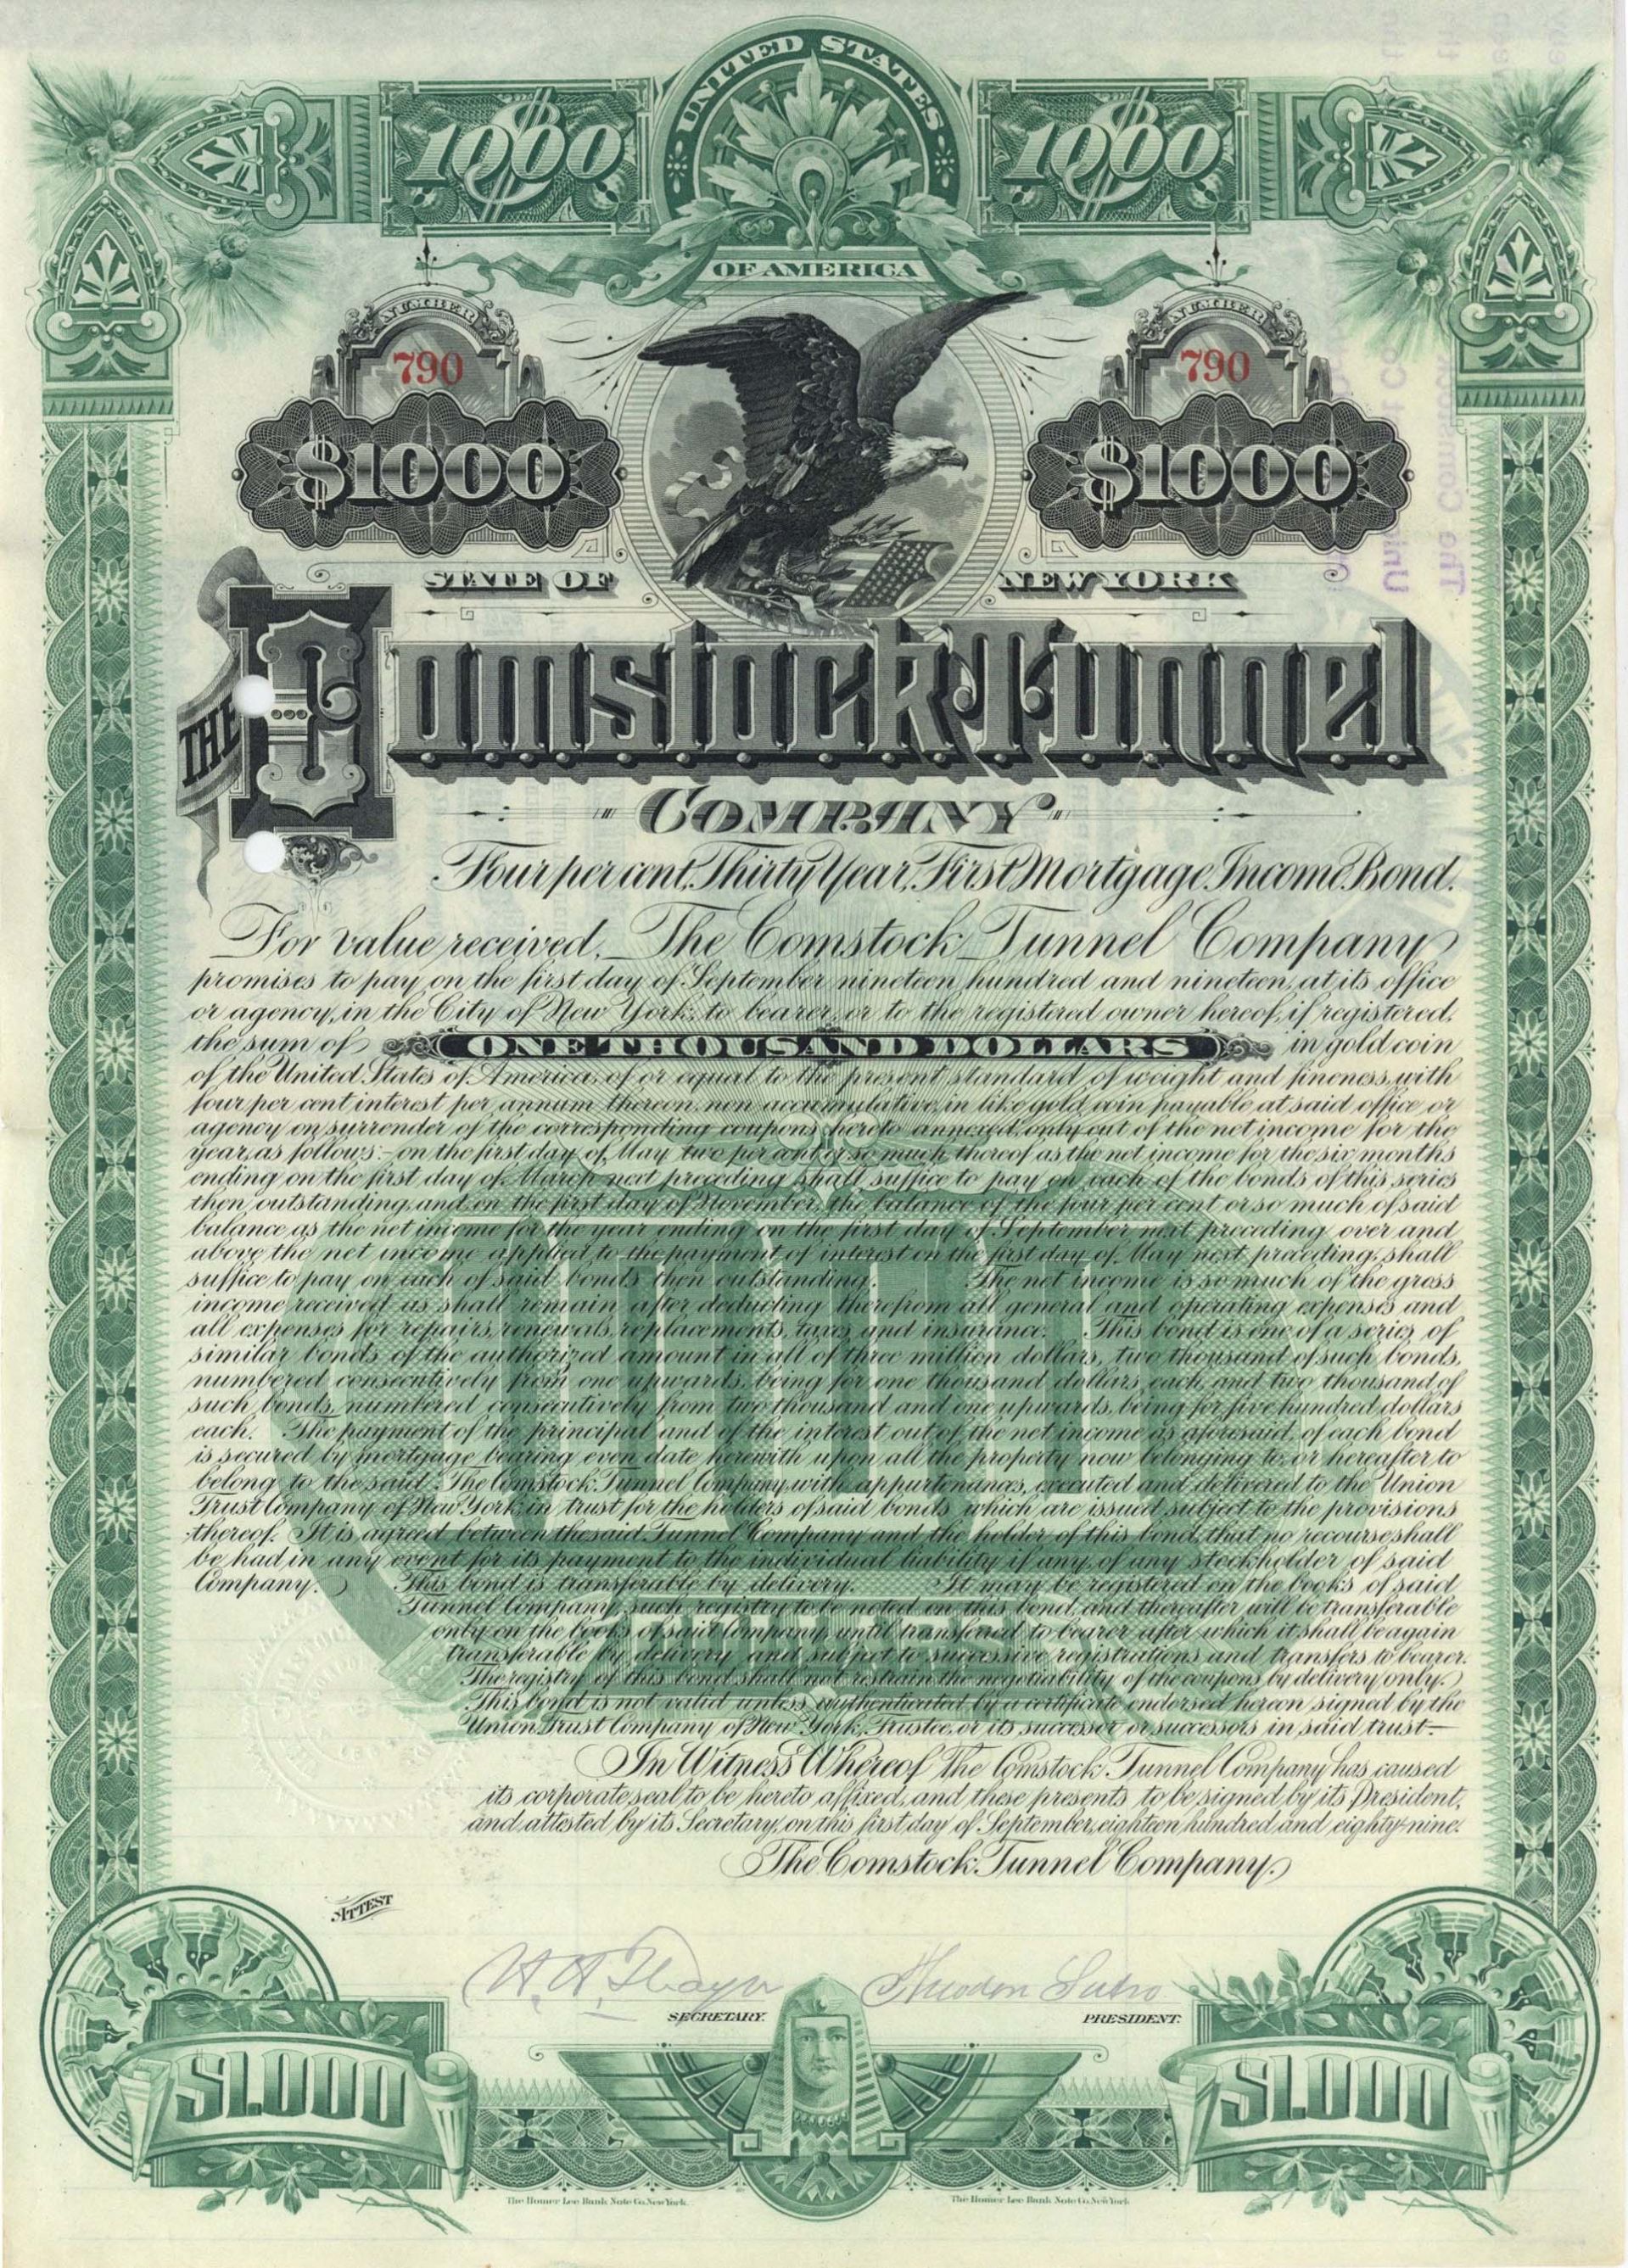 UNITED STATES
$1000 $1000
OF AMERICA
NUMBER NUMBER
790 790
$1000 $1000
STATE OF NEW YORK
THE Comstock Tunnel
COMPANY
Four per cent. Thirty Year, First Mortgage Income Bond.
For value received, The Comstock Tunnel Company
promises to pay on the first day of September nineteen hundred and nineteen, at its office
or agency, in the City of New York, to bearer, or to the registered owner hereof, if registered,
the sum of ONE THOUSAND DOLLARS in gold coin
of the United States of America, of or equal to the present standard of weight and fineness, with
four per cent interest per annum thereon, non accumulative, in like gold coin payable at said office or
agency on surrender of the corresponding coupons hereto annexed, only out of the net income for the
year, as follows:- on the first day of May two per cent or so much thereof as the net income for the six months
ending on the first day of March next preceding shall suffice to pay on each of the bonds of this series
then outstanding, and on the first day of November, the balance of the four per cent or so much of said
balance as the net income for the year ending on the first day of September next preceding over and
above the net income applied to the payment of interest on the first day of May next preceding, shall
suffice to pay on each of said bonds then outstanding. The net income is so much of the gross
income received as shall remain after deducting therefrom all general and operating expenses and
all expenses for repairs, renewals, replacements, taxes and insurance. This bond is one of a series of
similar bonds of the authorized amount in all of three million dollars, two thousand of such bonds,
numbered consecutively from one upwards, being for one thousand dollars each, and two thousand of
such bonds, numbered consecutively from two thousand and one upwards, being for five hundred dollars
each. The payment of the principal and of the interest out of the net income as aforesaid, of each bond
is secured by mortgage bearing even date herewith upon all the property now belonging to, or hereafter to
belong to the said The Comstock Tunnel Company, with appurtenances, executed and delivered to the Union
Trust Company of New York, in trust for the holders of said bonds which are issued subject to the provisions
thereof. It is agreed between the said Tunnel Company and the holder of this bond, that no recourse shall
be had in any event for its payment to the individual liability if any, of any stockholder of said
Company. This bond is transferable by delivery. It may be registered on the books of said
Tunnel Company, such registry to be noted on this bond, and thereafter will be transferable
only on the books of said Company, until transferred to bearer after which it shall be again
transferable by delivery and subject to successive registrations and transfers to bearer.
The registry of this bond shall not restrain the negotiability of the coupons by delivery only.
This bond is not valid unless authenticated by a certificate endorsed hereon signed by the
Union Trust Company of New York, Trustee, or its successor or successors in said trust.
In Witness Whereof The Comstock Tunnel Company has caused
its corporate seal to be hereto affixed, and these presents to be signed by its President,
and attested by its Secretary, on this first day of September, eighteen hundred and eighty-nine.
The Comstock Tunnel Company.
ATTEST
H. H. Thayer Theodore Sutro
SECRETARY. PRESIDENT.
$1.000 $1.000
The Homer Lee Bank Note Co. New York. The Homer Lee Bank Note Co. New York.